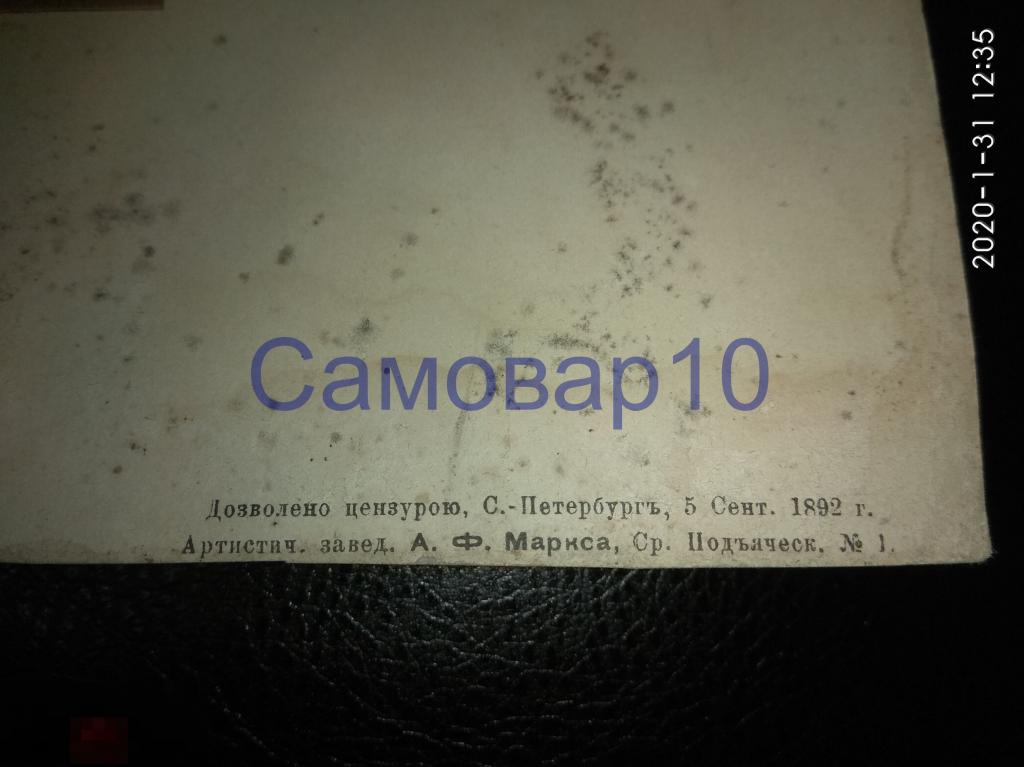 2020-1-31 12:35
Самовар10
Дозволено цензурою, С.-Петербургъ, 5 Сент. 1892 г.
Артистич. завед. А. Ф. Маркса, Ср. Подъяческ. № 1.